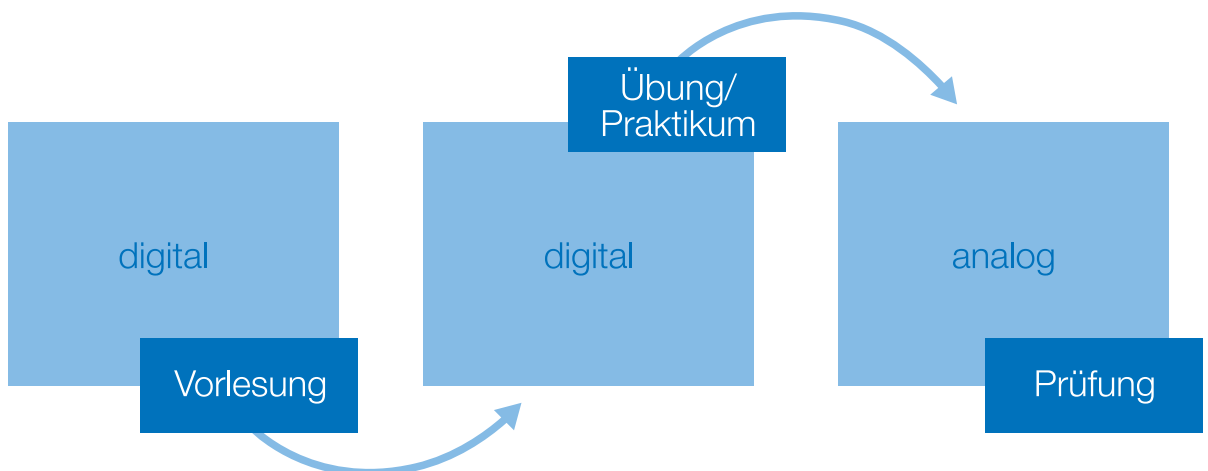 digital
Vorlesung
digital
Übung/
Praktikum
analog
Prüfung